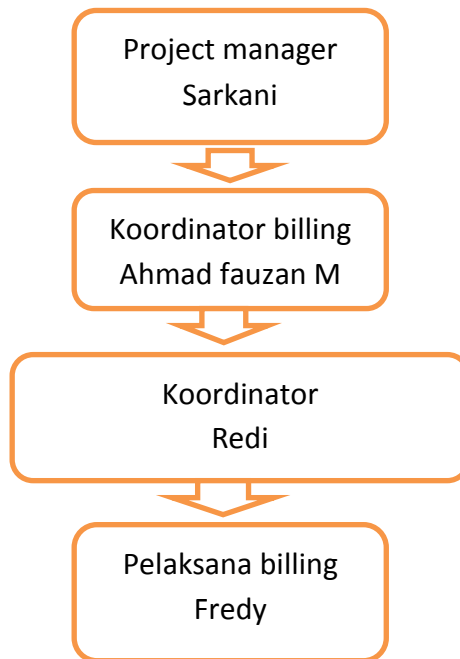 Project manager
Sarkani
Koordinator billing
Ahmad fauzan M
Koordinator
Redi
Pelaksana billing
Fredy